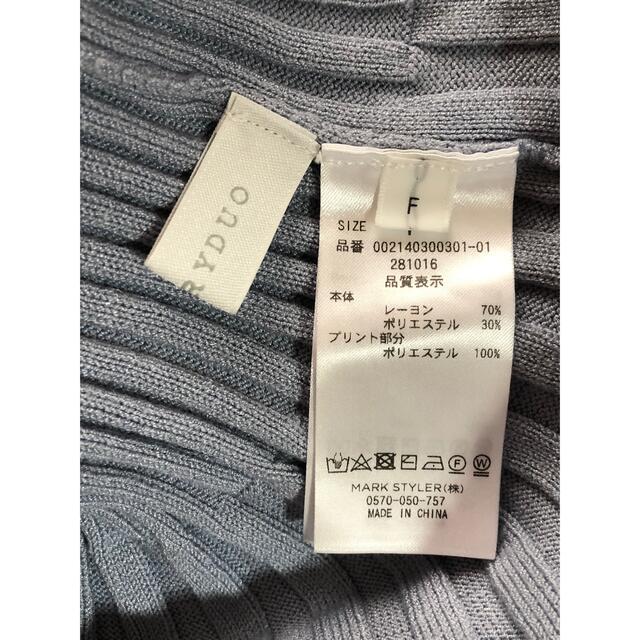 RYDUO
F
SIZE
品番 002140300301-01
281016
品質表示
本体
レーヨン 70%
ポリエステル 30%
プリント部分
ポリエステル 100%
F W
MARK STYLER(株)
0570-050-757
MADE IN CHINA